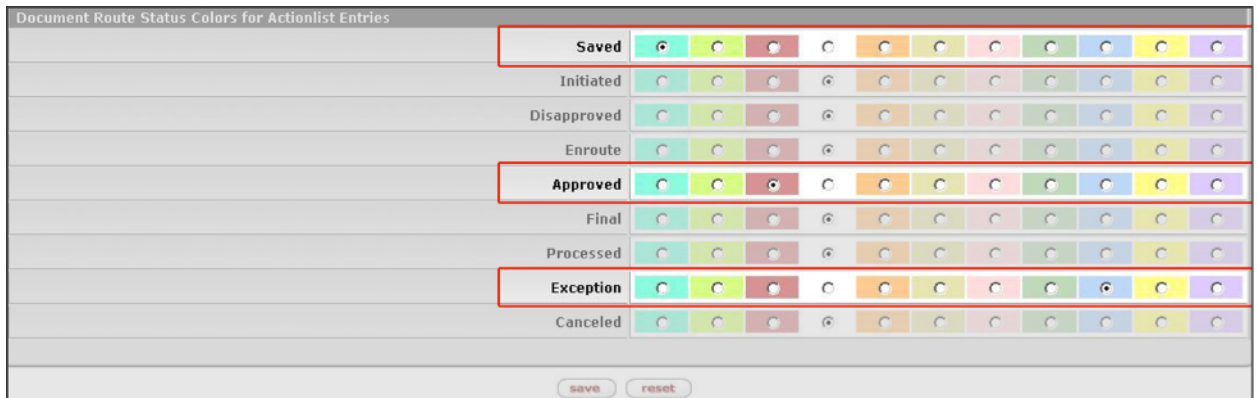 Document Route Status Colors for Actionlist Entries
Saved
Initiated
Disapproved
Enroute
Approved
Final
Processed
Exception
Canceled
save reset